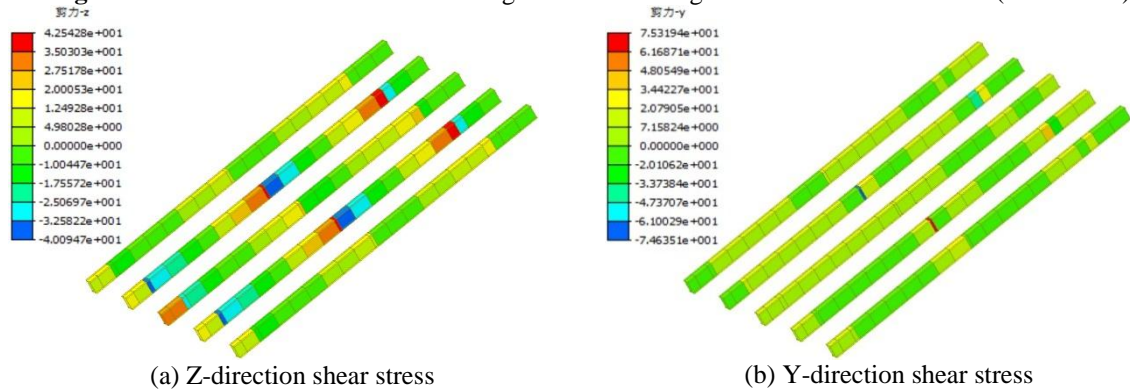 剪力-z
4.25428e+001
3.50303e+001
2.75178e+001
2.00053e+001
1.24928e+001
4.98028e+000
0.00000e+000
-1.00447e+001
-1.75572e+001
-2.50697e+001
-3.25822e+001
-4.00947e+001
(a) Z-direction shear stress
剪力-y
7.53194e+001
6.16871e+001
4.80549e+001
3.44227e+001
2.07905e+001
7.15824e+000
0.00000e+000
-2.01062e+001
-3.37384e+001
-4.73707e+001
-6.10029e+001
-7.46351e+001
(b) Y-direction shear stress